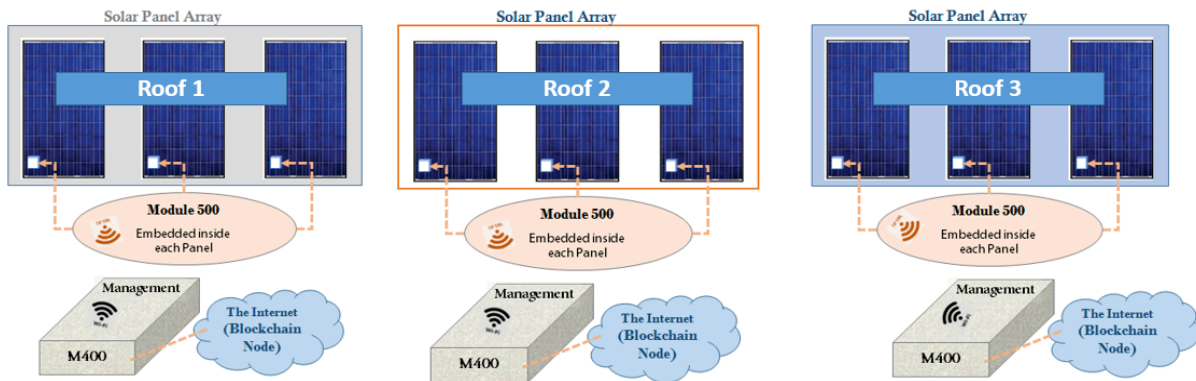 Solar Panel Array
Roof 1
Module 500
Embedded inside
each Panel
Management
M400
The Internet
(Blockchain
Node)
Solar Panel Array
Roof 2
Module 500
Embedded inside
each Panel
Management
M400
The Internet
(Blockchain
Node)
Solar Panel Array
Roof 3
Module 500
Embedded inside
each Panel
Management
M400
The Internet
(Blockchain
Node)